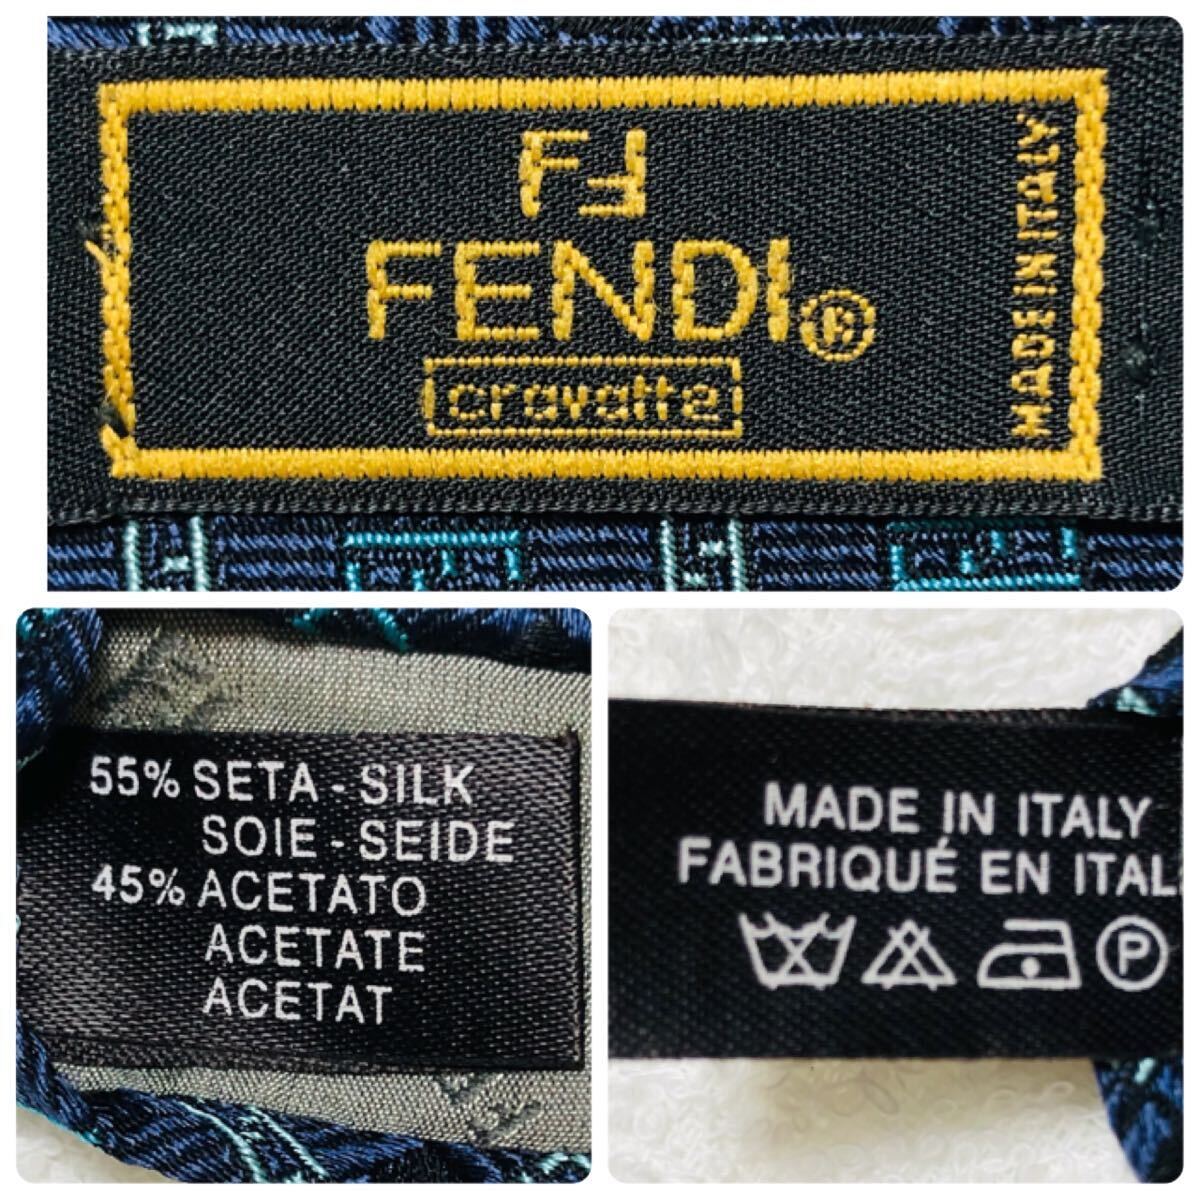 FF
FENDI®
cravatte
MADE IN ITALY
55% SETA - SILK
SOIE - SEIDE
45% ACETATO
ACETATE
ACETAT
MADE IN ITALY
FABRIQUÉ EN ITAL
P